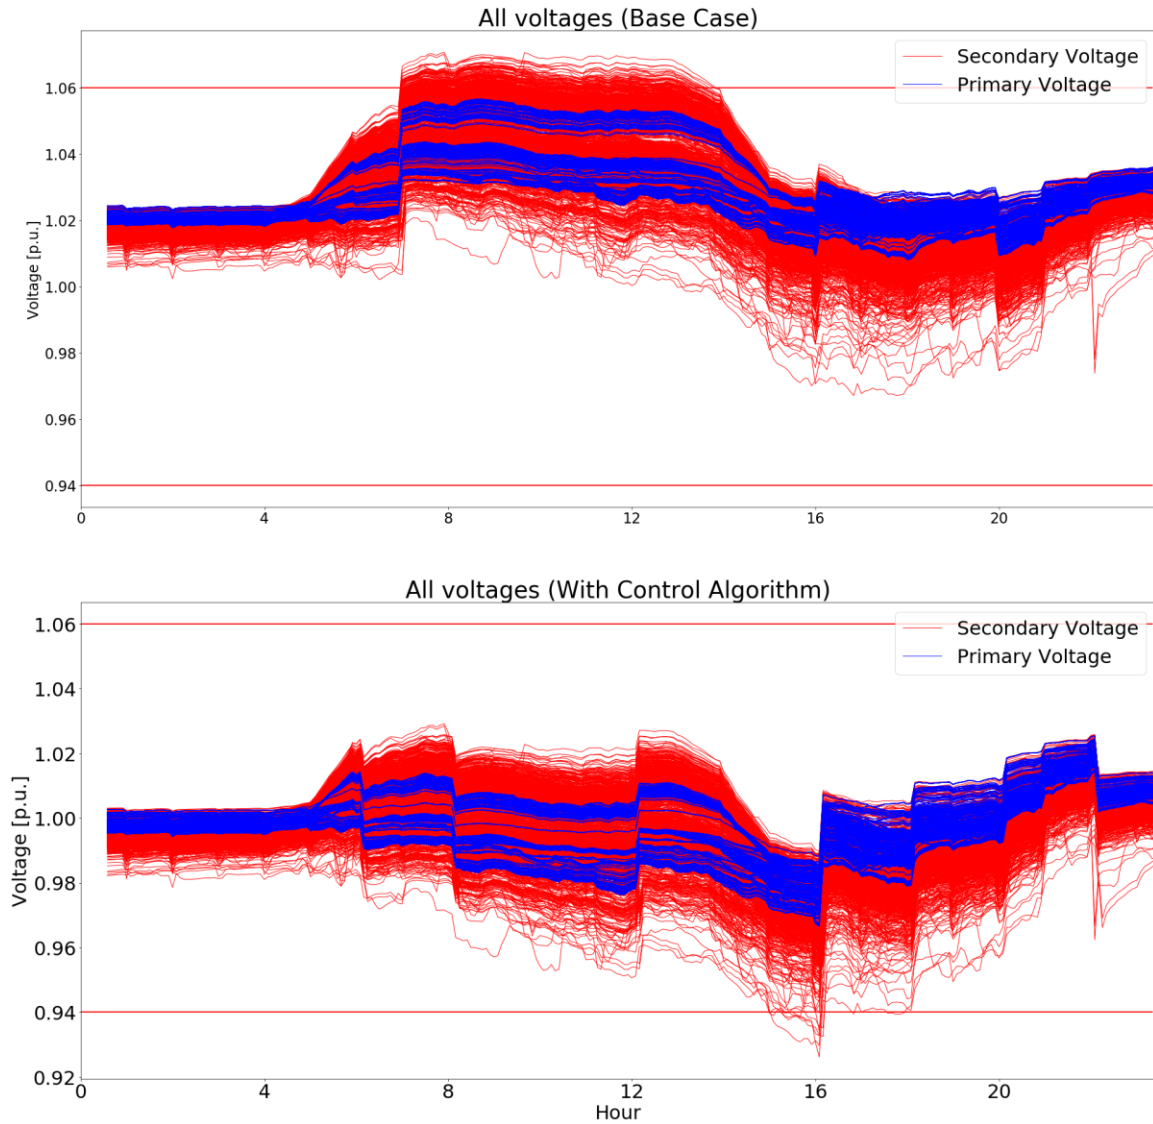 All voltages (Base Case)
Secondary Voltage
Primary Voltage
Voltage [p.u.]
1.06
1.04
1.02
1.00
0.98
0.96
0.94
0 4 8 12 16 20
All voltages (With Control Algorithm)
Secondary Voltage
Primary Voltage
Voltage [p.u.]
1.06
1.04
1.02
1.00
0.98
0.96
0.94
0.92
0 4 8 12 16 20
Hour